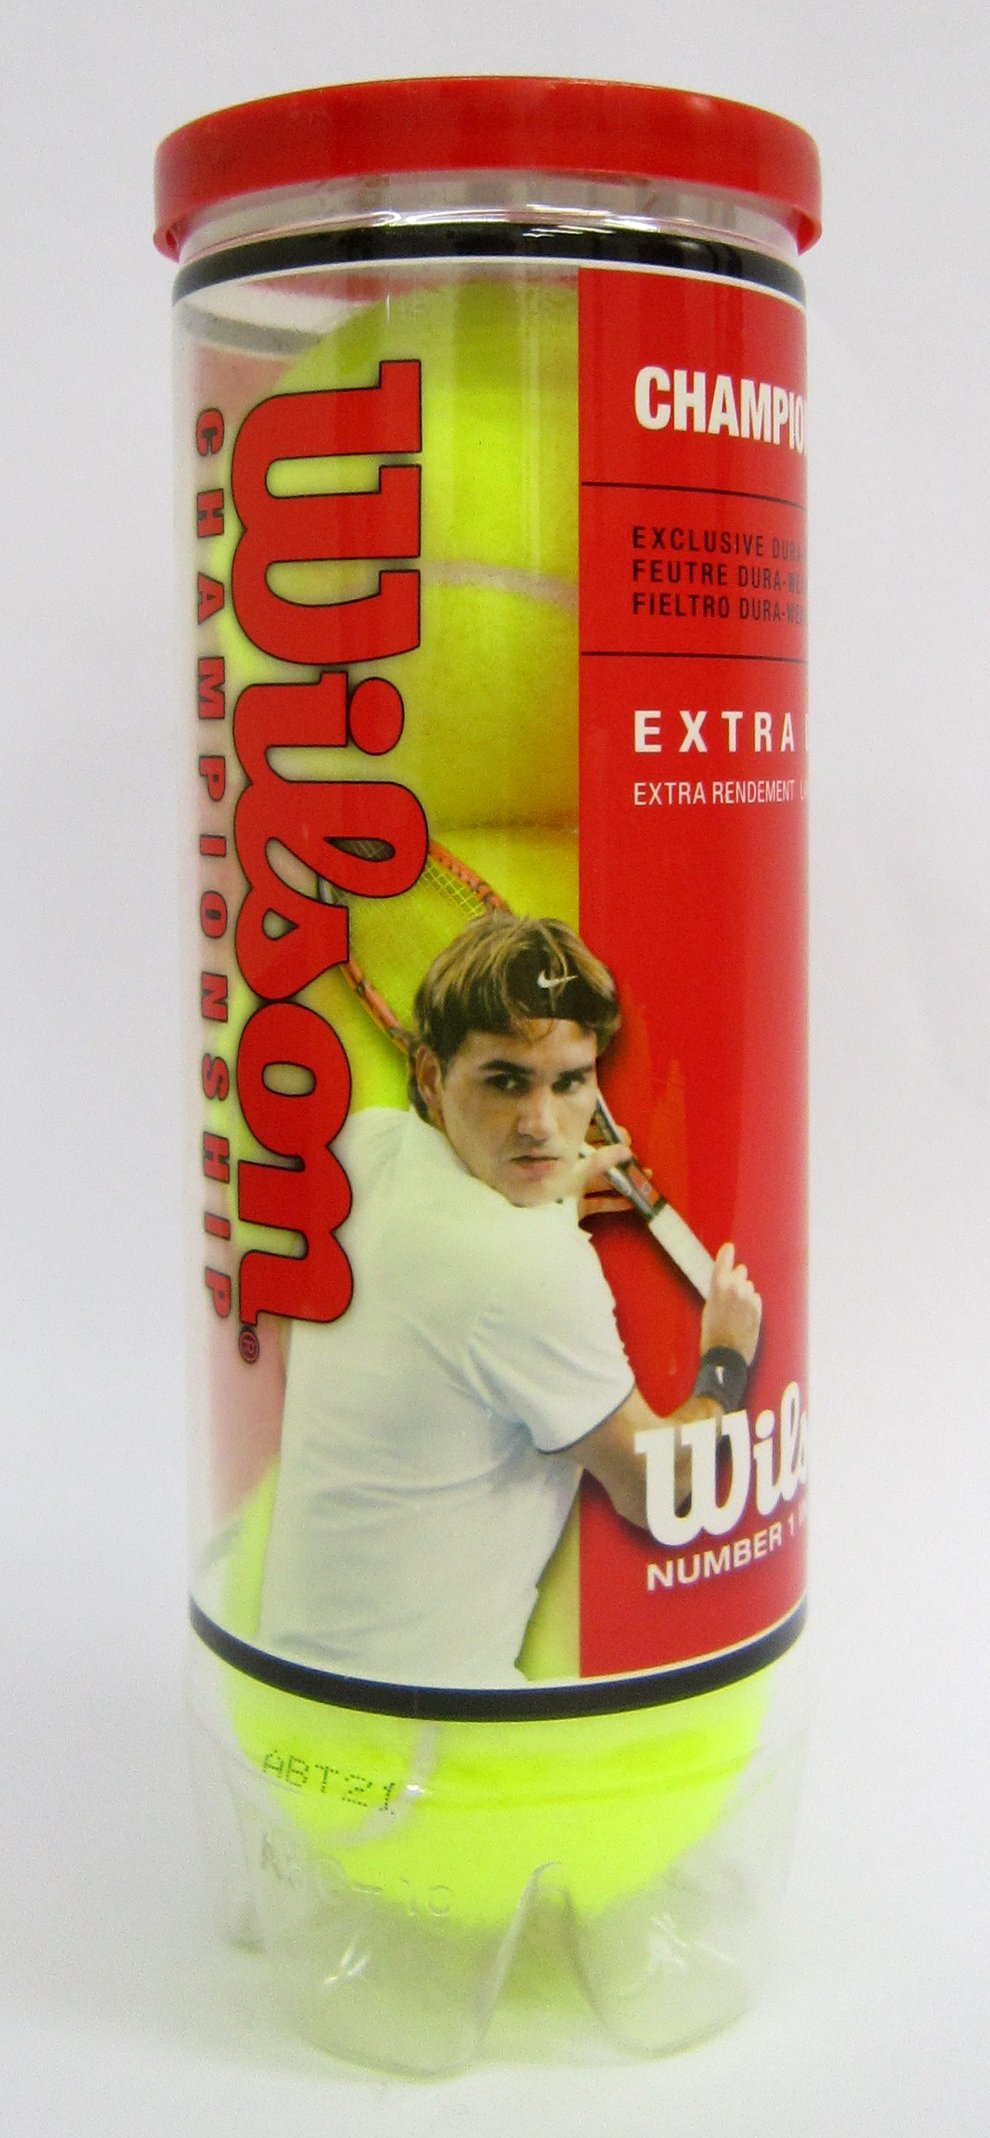 Wilson
CHAMPIONSHIP
CHAMPIO
EXCLUSIVE DURA-
FEUTRE DURA-WE
FIELTRO DURA-WE
EXTRA
EXTRA RENDEMENT
Wils
NUMBER 1
ABT21